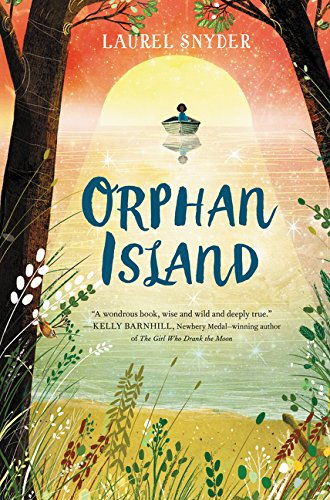 LAUREL SNYDER
ORPHAN
ISLAND
“A wondrous book, wise and wild and deeply true.”
—KELLY BARNHILL, Newbery Medal–winning author
of The Girl Who Drank the Moon